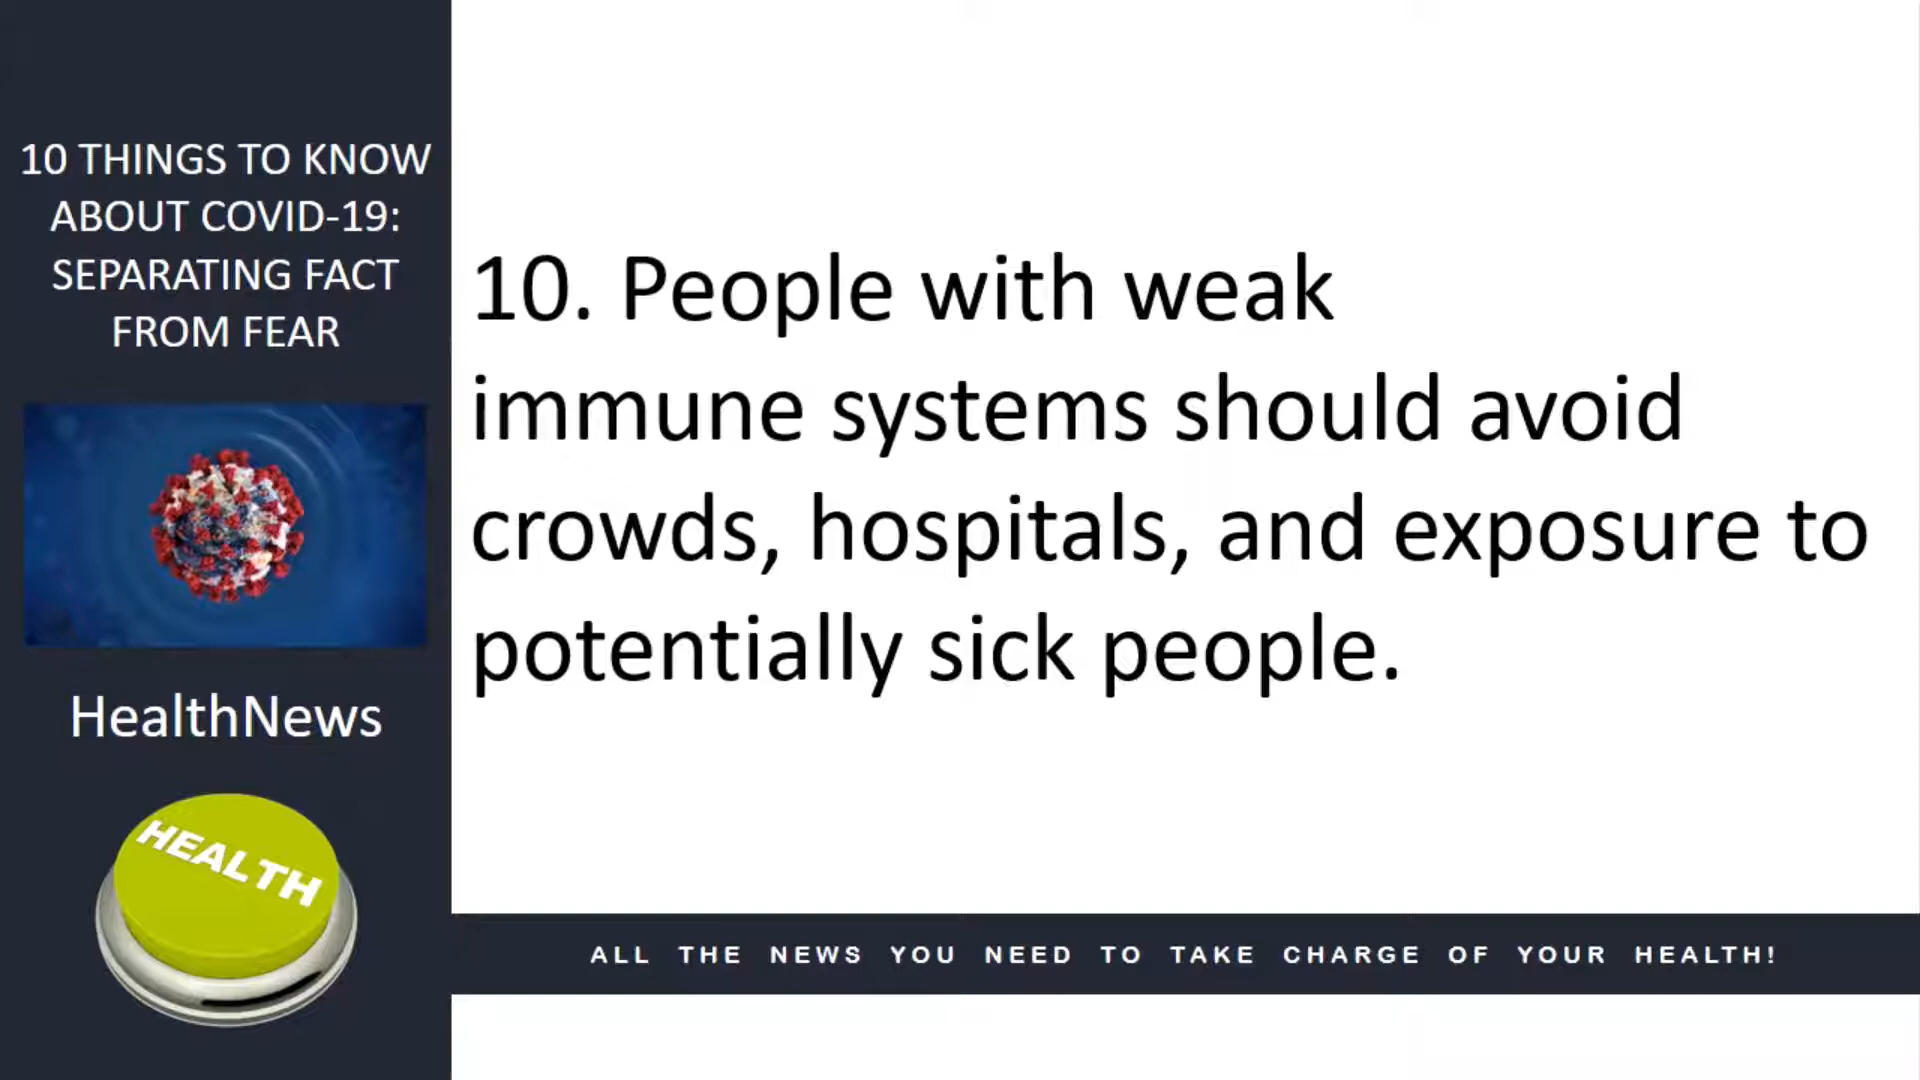 10 THINGS TO KNOW
ABOUT COVID-19:
SEPARATING FACT
FROM FEAR
HealthNews
HEALTH
10. People with weak
immune systems should avoid
crowds, hospitals, and exposure to
potentially sick people.
ALL THE NEWS YOU NEED TO TAKE CHARGE OF YOUR HEALTH!